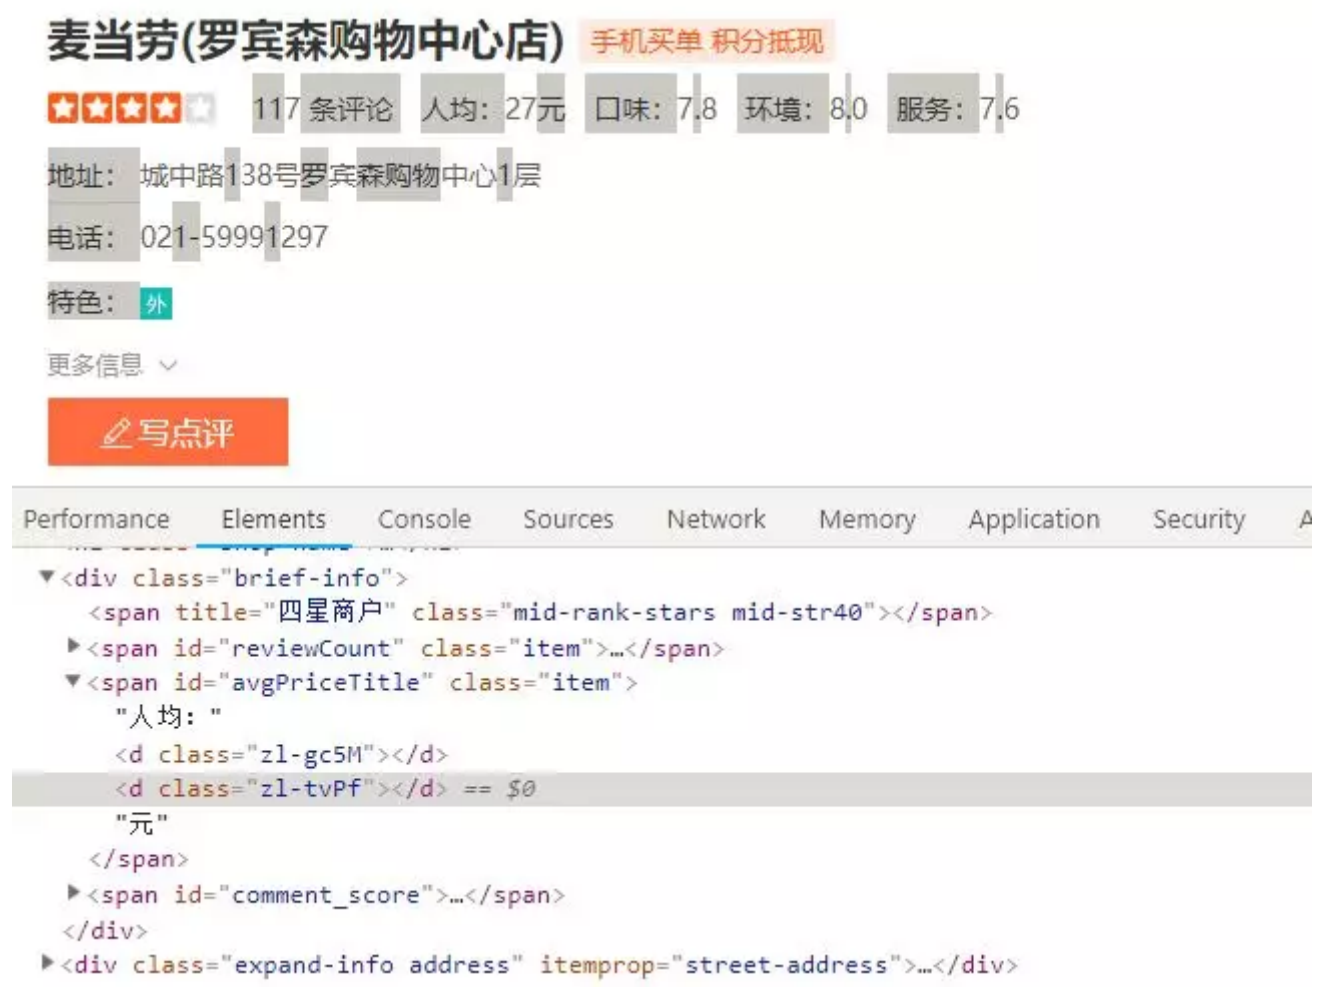 麦当劳(罗宾森购物中心店) 手机买单 积分抵现
117 条评论 人均：27元 口味：7.8 环境：8.0 服务：7.6
地址： 城中路138号罗宾森购物中心1层
电话： 021-59991297
特色： 外
更多信息
写点评
Performance Elements Console Sources Network Memory Application Security A
<div class="brief-info">
<span title="四星商户" class="mid-rank-stars mid-str40"></span>
<span id="reviewCount" class="item">…</span>
<span id="avgPriceTitle" class="item">
"人均："
<d class="zl-gc5M"></d>
<d class="zl-tvPf"></d> == $0
"元"
</span>
<span id="comment_score">…</span>
</div>
<div class="expand-info address" itemprop="street-address">…</div>